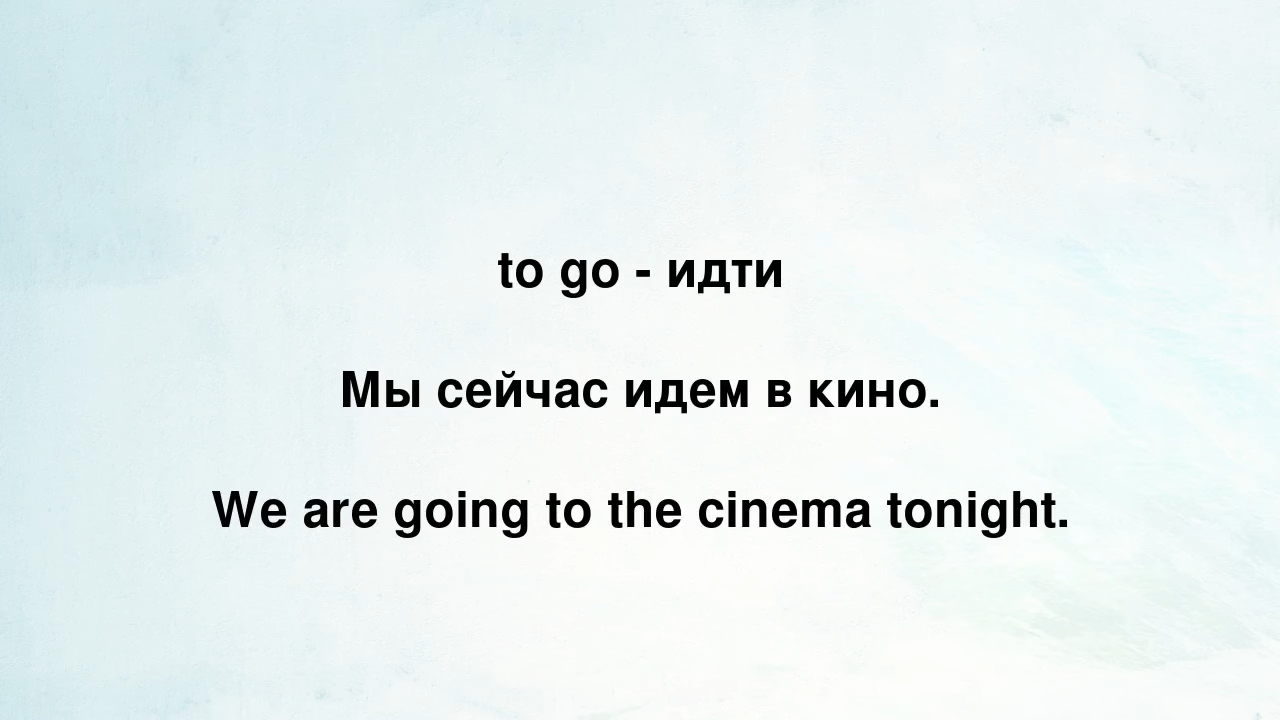 to go - идти
Мы сейчас идем в кино.
We are going to the cinema tonight.